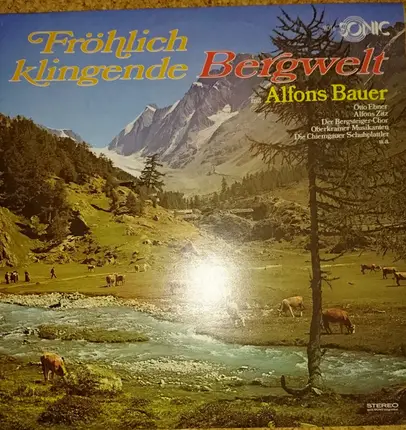 SONIC
Fröhlich
klingende Bergwelt
mit Alfons Bauer
Otto Ebner
Alfons Zitz
Der Bergsteiger-Chor
Oberkrainer Musikanten
Die Chiemgauer Schuhplattler
u.a.
STEREO